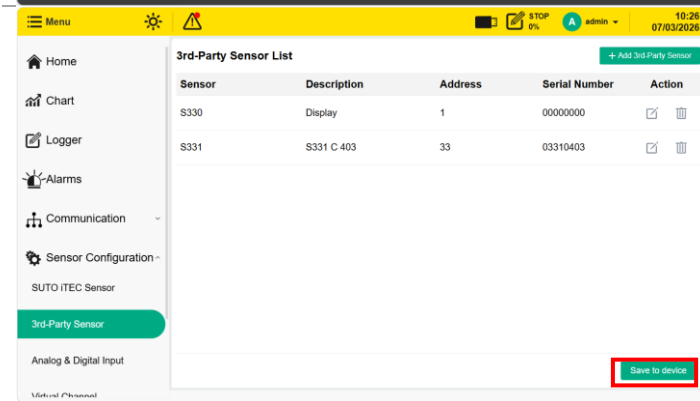 Menu
STOP
0%
A
admin
10:26
07/03/2026
Home
Chart
Logger
Alarms
Communication
Sensor Configuration
SUTO iTEC Sensor
3rd-Party Sensor
Analog & Digital Input
Virtual Channel
3rd-Party Sensor List
+ Add 3rd-Party Sensor
Sensor Description Address Serial Number Action
S330 Display 1 00000000
S331 S331 C 403 33 03310403
Save to device